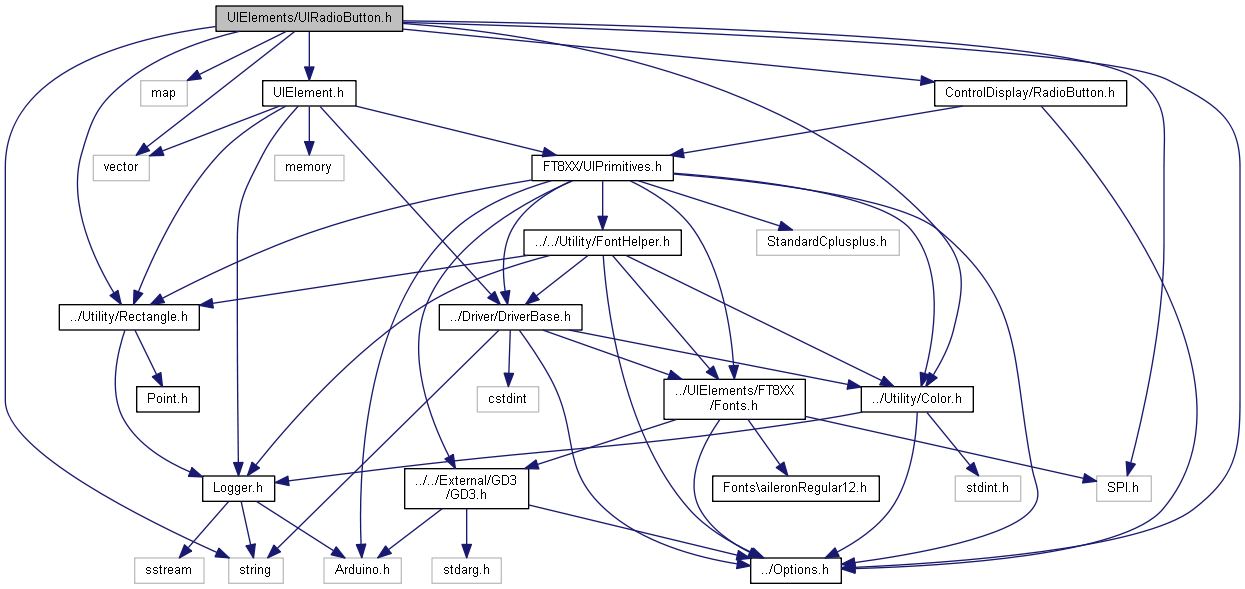 UIElements/UIRadioButton.h
map
UIElement.h
ControlDisplay/RadioButton.h
vector
memory
FT8XX/UIPrimitives.h
../../Utility/FontHelper.h
StandardCplusplus.h
../Utility/Rectangle.h
../Driver/DriverBase.h
Point.h
cstdint
../UIElements/FT8XX
/Fonts.h
../Utility/Color.h
Logger.h
../../External/GD3
/GD3.h
Fonts\aileronRegular12.h
stdint.h
SPI.h
sstream
string
Arduino.h
stdarg.h
../Options.h